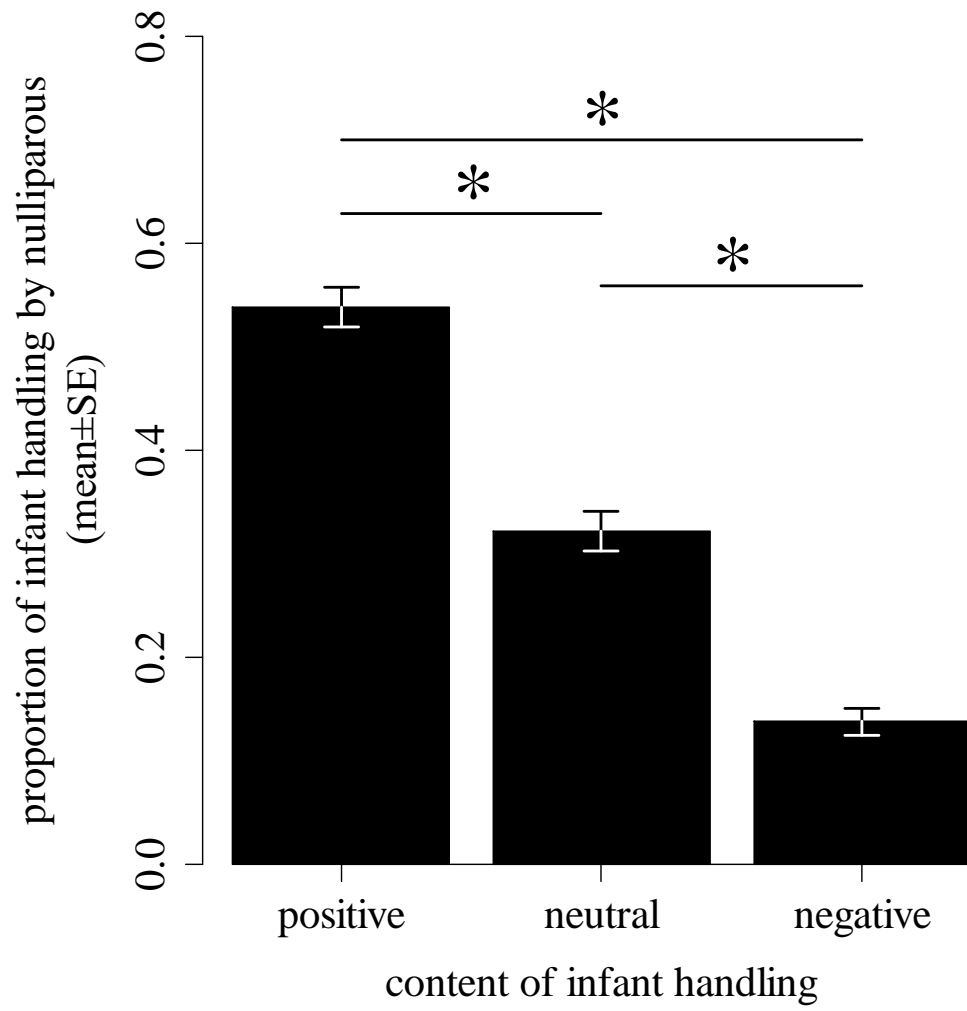 proportion of infant handling by nulliparous
(mean±SE)
0.8
0.6
0.4
0.2
0.0
*
*
*
positive neutral negative
content of infant handling